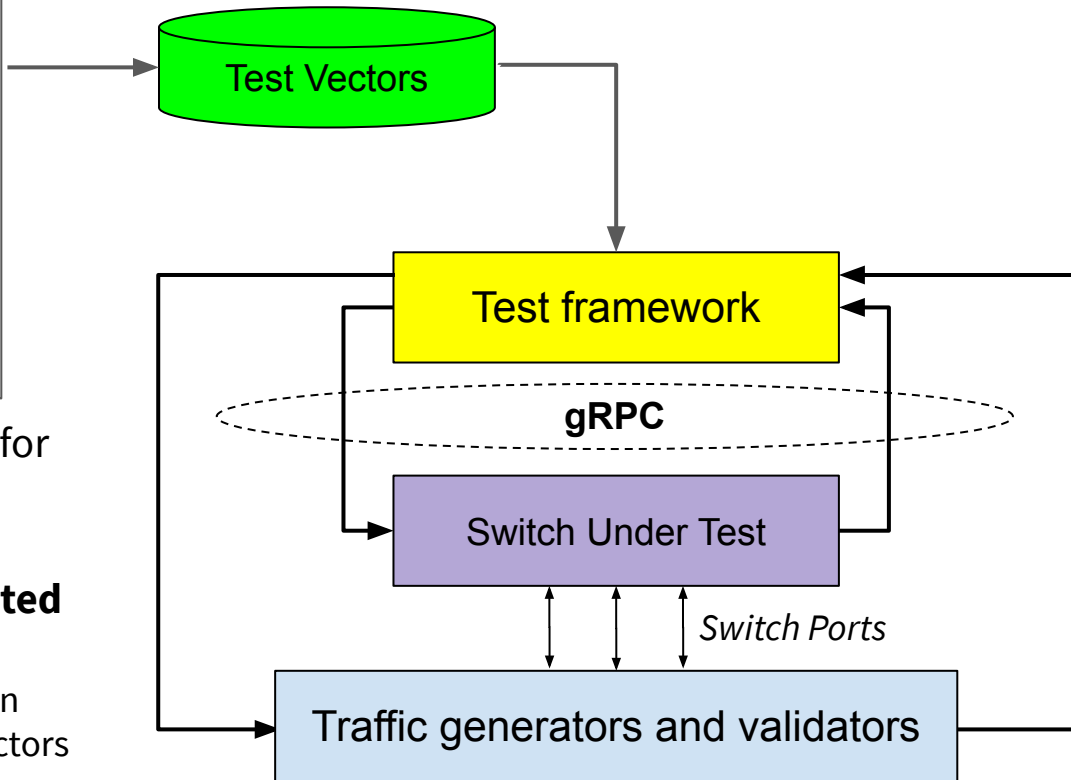 Test Vectors
Test framework
gRPC
for
Switch Under Test
ted
Switch Ports
n
ctors
Traffic generators and validators